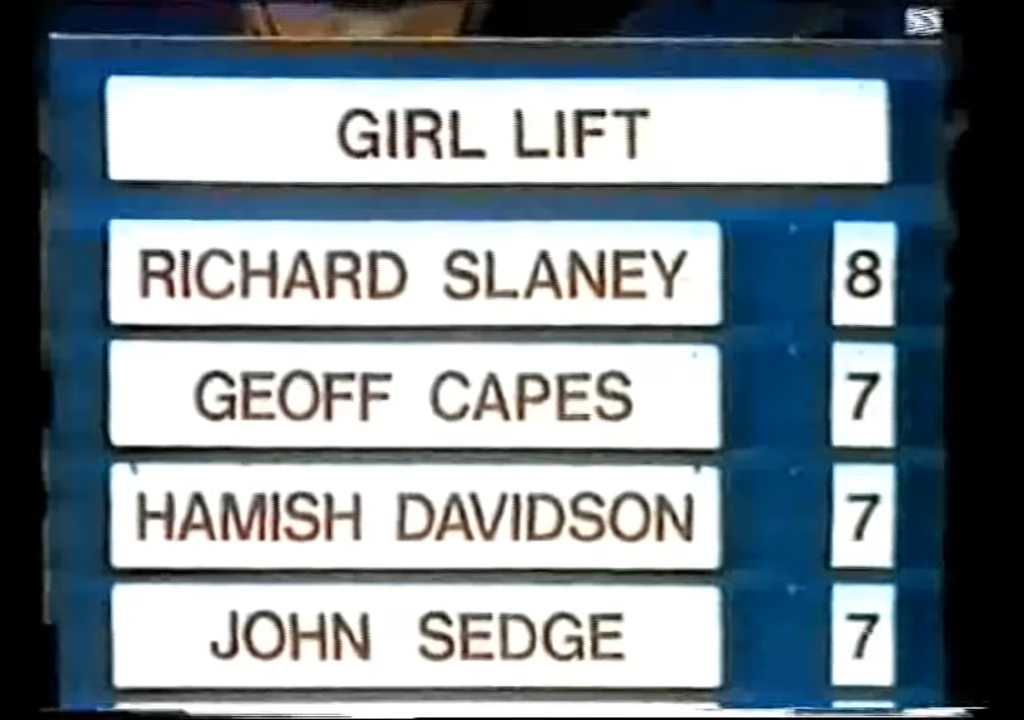 GIRL LIFT
RICHARD SLANEY 8
GEOFF CAPES 7
HAMISH DAVIDSON 7
JOHN SEDGE 7